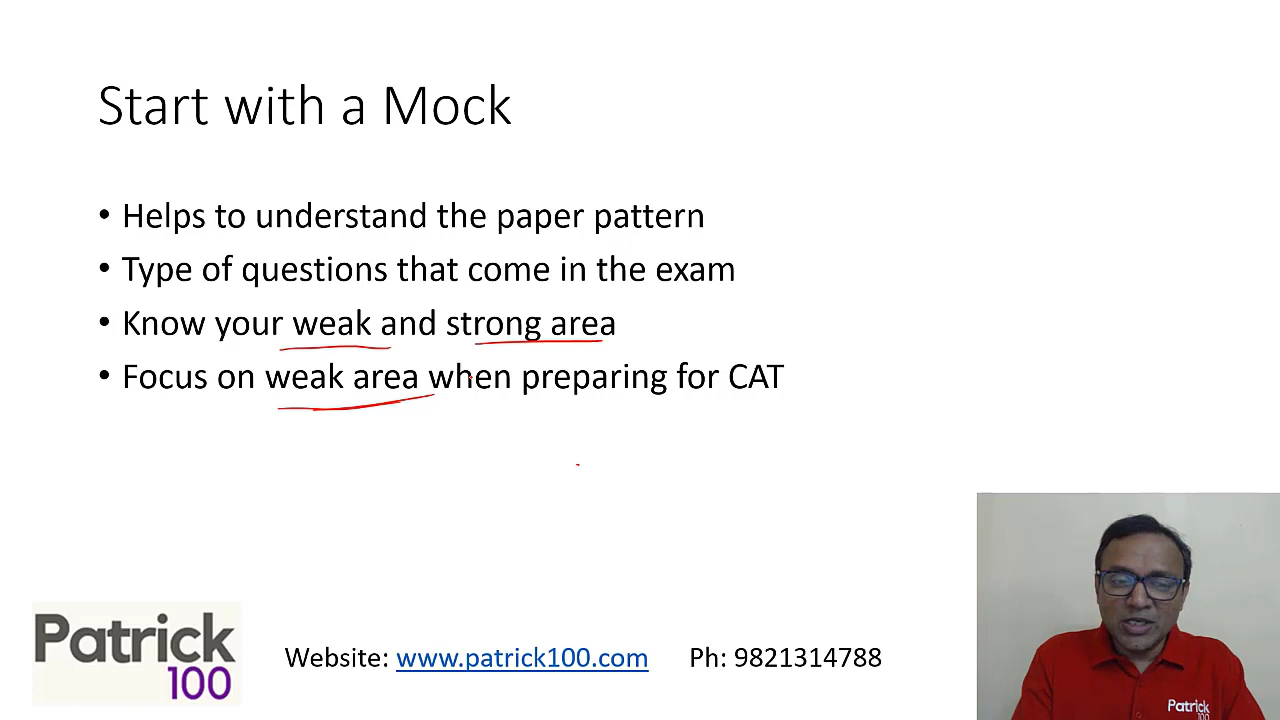 Start with a Mock
• Helps to understand the paper pattern
• Type of questions that come in the exam
• Know your weak and strong area
• Focus on weak area when preparing for CAT
Patrick
100
Website: www.patrick100.com Ph: 9821314788
Patrick
100